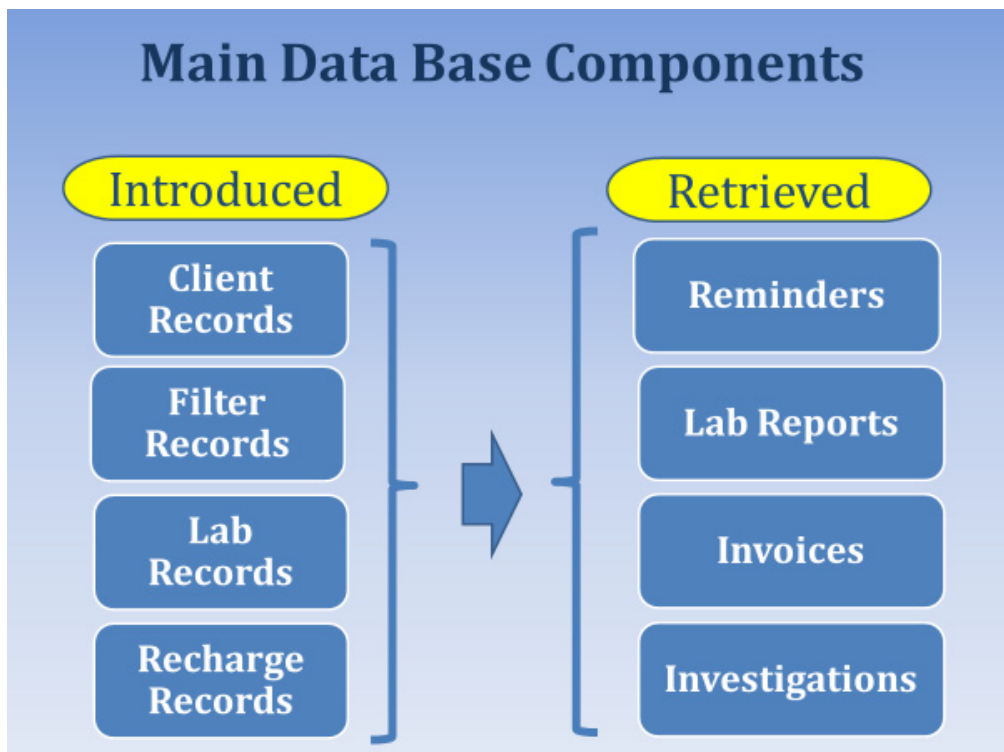 Main Data Base Components
Introduced
Client
Records
Filter
Records
Lab
Records
Recharge
Records
Retrieved
Reminders
Lab Reports
Invoices
Investigations